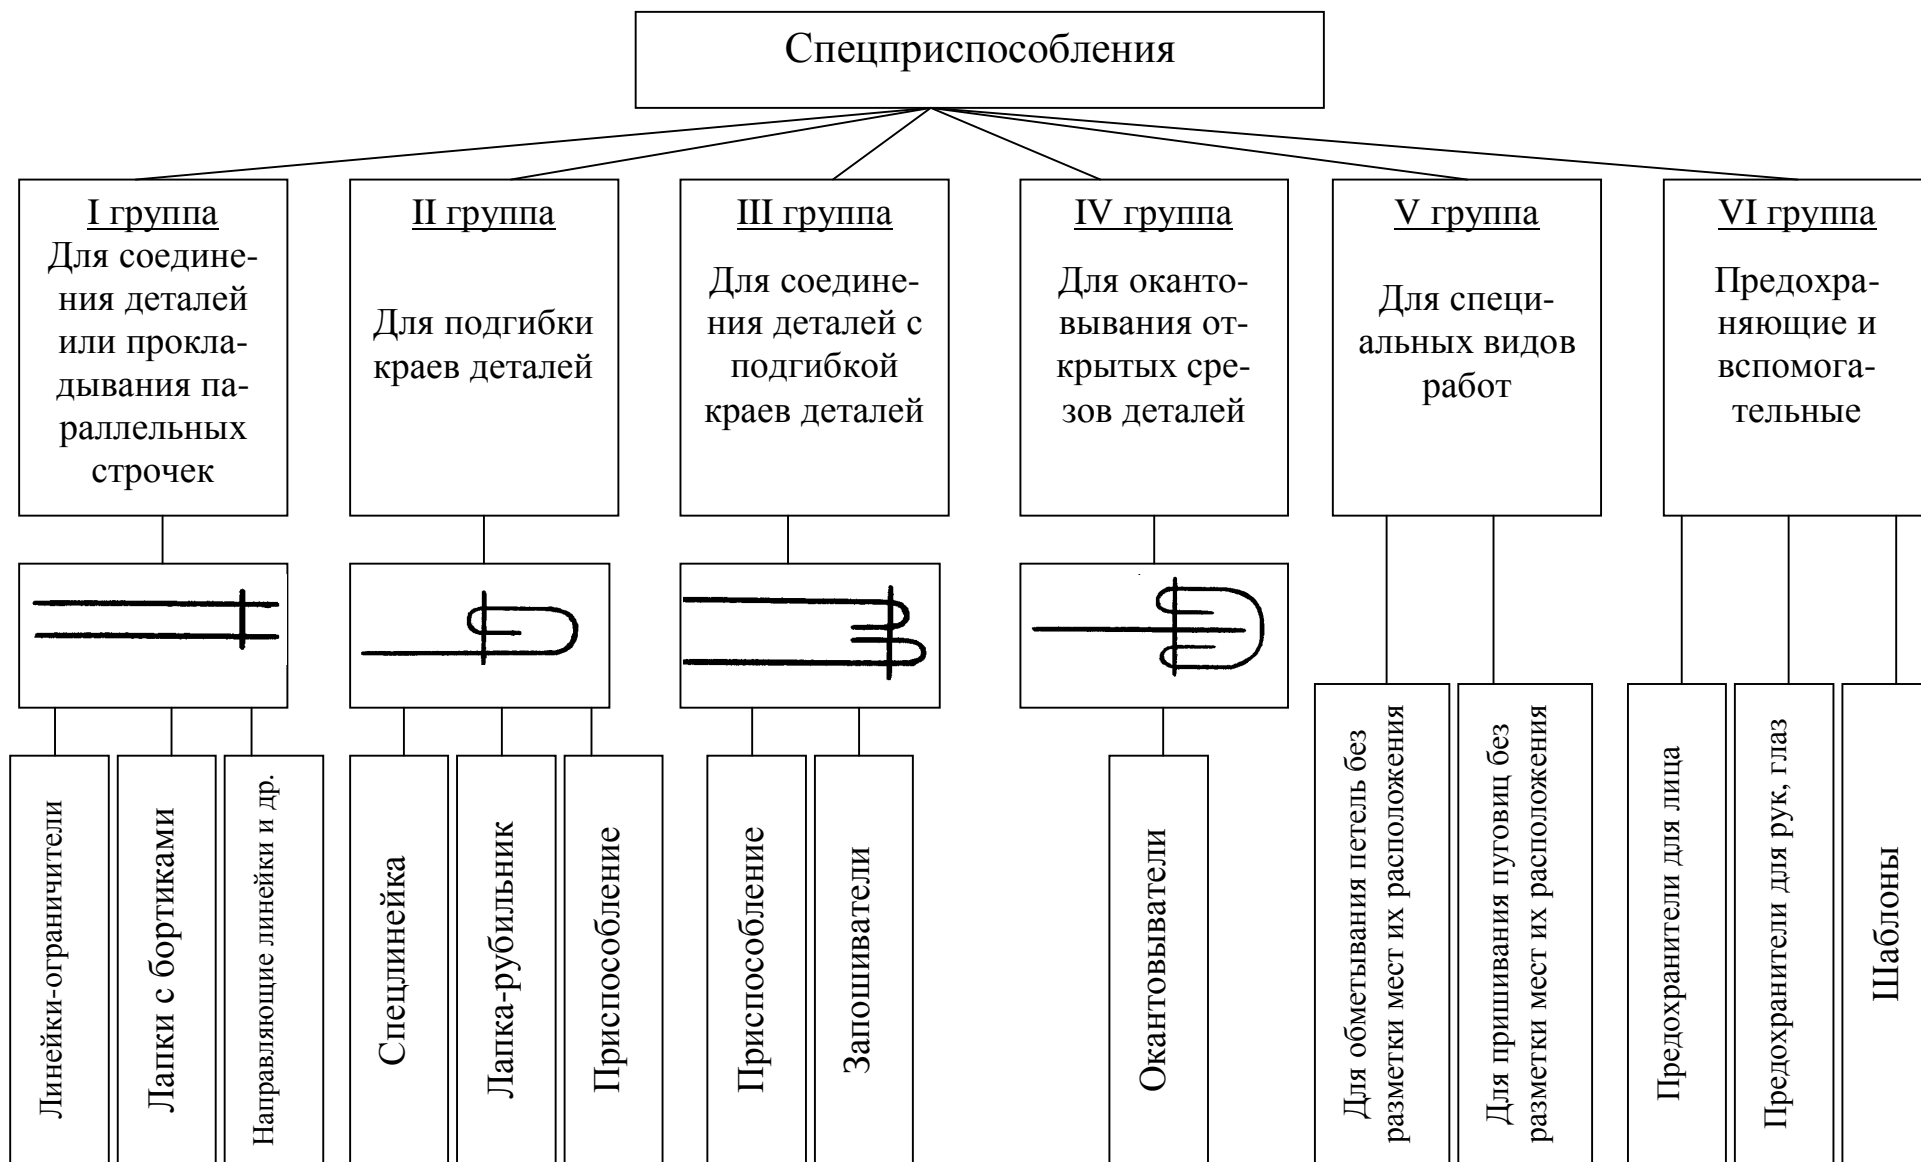 Спецприспособления
I группа
Для соедине-
ния деталей
или прокла-
дывания па-
раллельных
строчек
II группа
Для подгибки
краев деталей
III группа
Для соедине-
ния деталей с
подгибкой
краев деталей
IV группа
Для оканто-
вывания от-
крытых сре-
зов деталей
V группа
Для специ-
альных видов
работ
VI группа
Предохра-
няющие и
вспомога-
тельные
Линейки-ограничители
Лапки с бортиками
Направляющие линейки и др.
Спецлинейка
Лапка-рубильник
Приспособление
Приспособление
Запошиватели
Окантовыватели
Для обметывания петель без
разметки мест их расположения
Для пришивания пуговиц без
разметки мест их расположения
Предохранители для лица
Предохранители для рук, глаз
Шаблоны